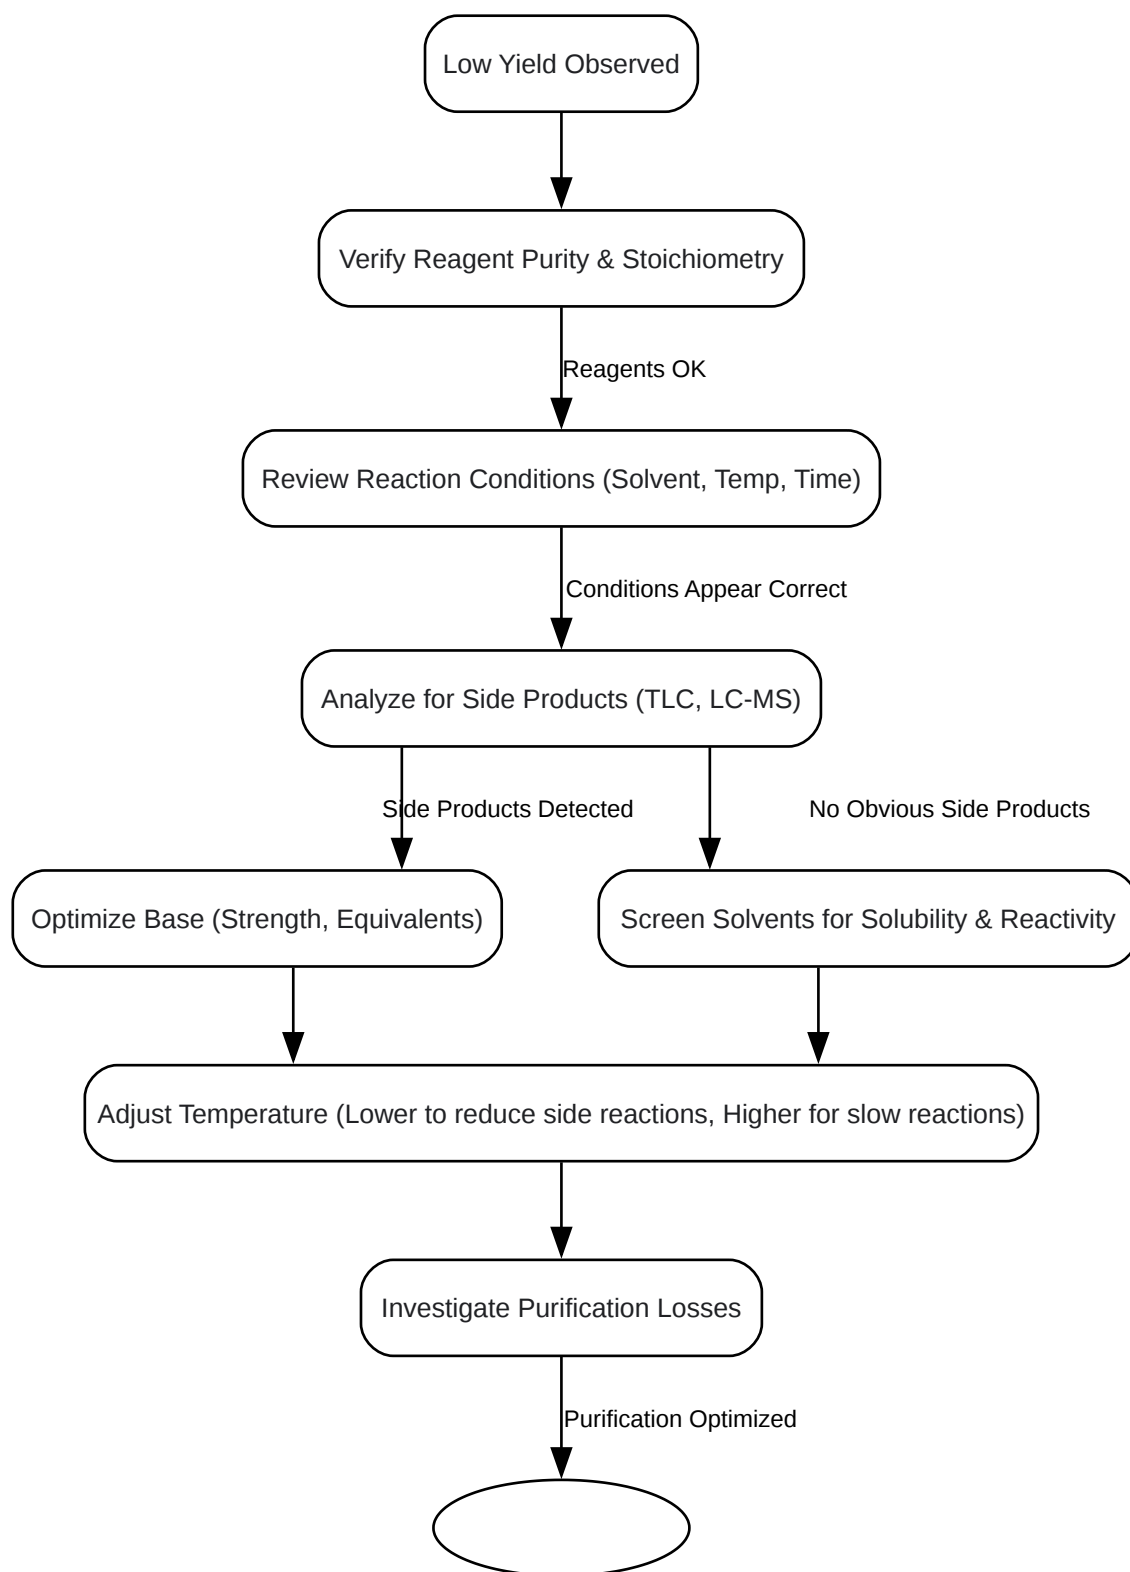 Low Yield Observed
Verify Reagent Purity & Stoichiometry
Reagents OK
Review Reaction Conditions (Solvent, Temp, Time)
Conditions Appear Correct
Analyze for Side Products (TLC, LC-MS)
Side Products Detected
No Obvious Side Products
Optimize Base (Strength, Equivalents)
Screen Solvents for Solubility & Reactivity
Adjust Temperature (Lower to reduce side reactions, Higher for slow reactions)
Investigate Purification Losses
Purification Optimized